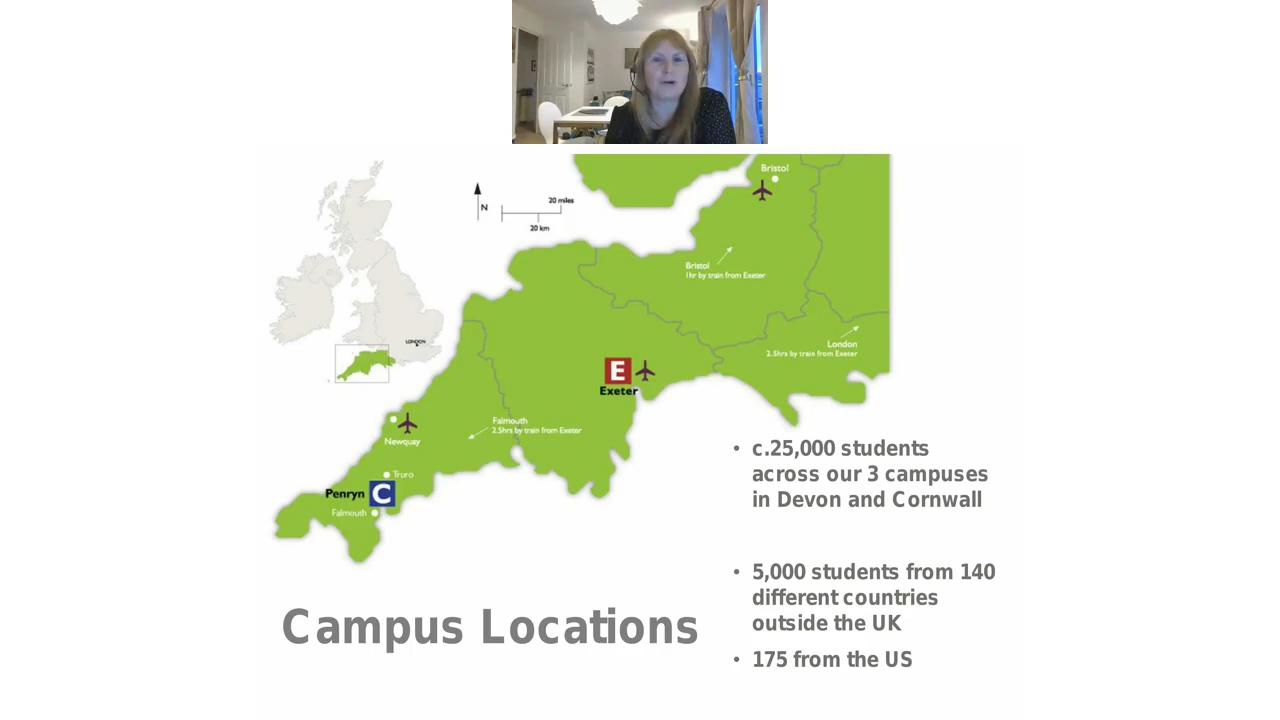 Bristol
N
20 miles
20 km
Bristol
1hr by train from Exeter
LONDON
London
2.5hrs by train from Exeter
E
Exeter
Falmouth
2.5hrs by train from Exeter
Newquay
Truro
Penryn C
Falmouth
• c.25,000 students
across our 3 campuses
in Devon and Cornwall
• 5,000 students from 140
different countries
outside the UK
• 175 from the US
Campus Locations